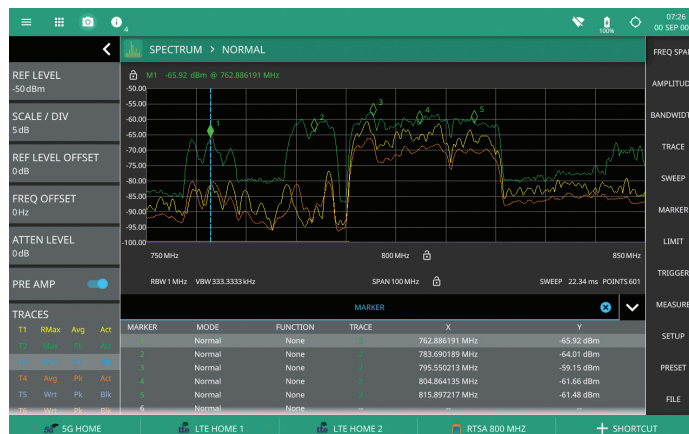 4
100%
07:26
00 SEP 00
SPECTRUM > NORMAL
FREQ SPA
REF LEVEL
-50 dBm
M1 -65.92 dBm @ 762.886191 MHz
-50.00
-55.00
-60.00
-65.00
-70.00
-75.00
-80.00
-85.00
-90.00
-95.00
-100.00
1
2
3
4
5
AMPLITUD
SCALE / DIV
5 dB
BANDWIDT
REF LEVEL OFFSET
0 dB
TRACE
SWEEP
FREQ OFFSET
0 Hz
MARKER
ATTEN LEVEL
0 dB
LIMIT
750 MHz 800 MHz 850 MHz
TRIGGER
PRE AMP
RBW 1 MHz VBW 333.3333 kHz SPAN 100 MHz SWEEP 22.34 ms POINTS 601
MEASURE
TRACES
MARKER
T1 RMax Avg Act
T2 Max Pk Act
T4 Avg Pk Act
T5 Wrt Pk Blk
T6 Wrt Pk Blk
SETUP
PRESET
FILE
MARKER MODE FUNCTION TRACE X Y
1 Normal None 762.886191 MHz -65.92 dBm
2 Normal None 783.690189 MHz -64.01 dBm
3 Normal None 795.550213 MHz -59.15 dBm
4 Normal None 804.864135 MHz -61.66 dBm
5 Normal None 815.897217 MHz -61.48 dBm
6 Normal None -- --
5G HOME LTE HOME 1 LTE HOME 2 RTSA 800 MHZ + SHORTCUT